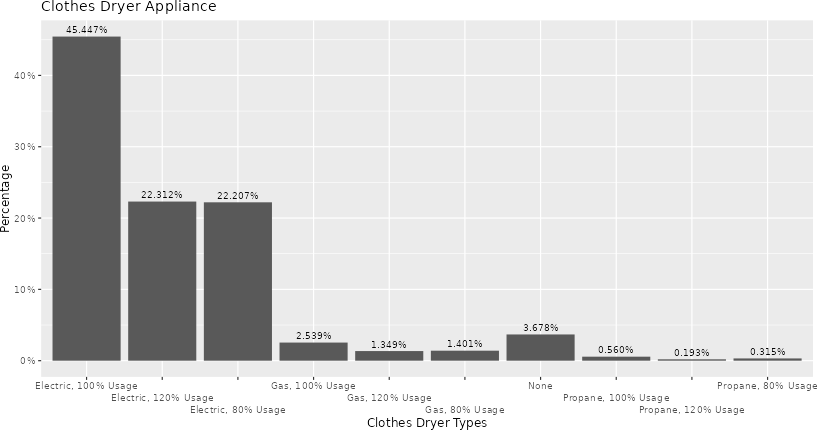 Clothes Dryer Appliance
45.447%
22.312%
22.207%
2.539%
1.349%
1.401%
3.678%
0.560%
0.193%
0.315%
40%
30%
20%
10%
0%
Percentage
Electric, 100% Usage
Electric, 120% Usage
Electric, 80% Usage
Gas, 100% Usage
Gas, 120% Usage
Gas, 80% Usage
None
Propane, 100% Usage
Propane, 120% Usage
Propane, 80% Usage
Clothes Dryer Types